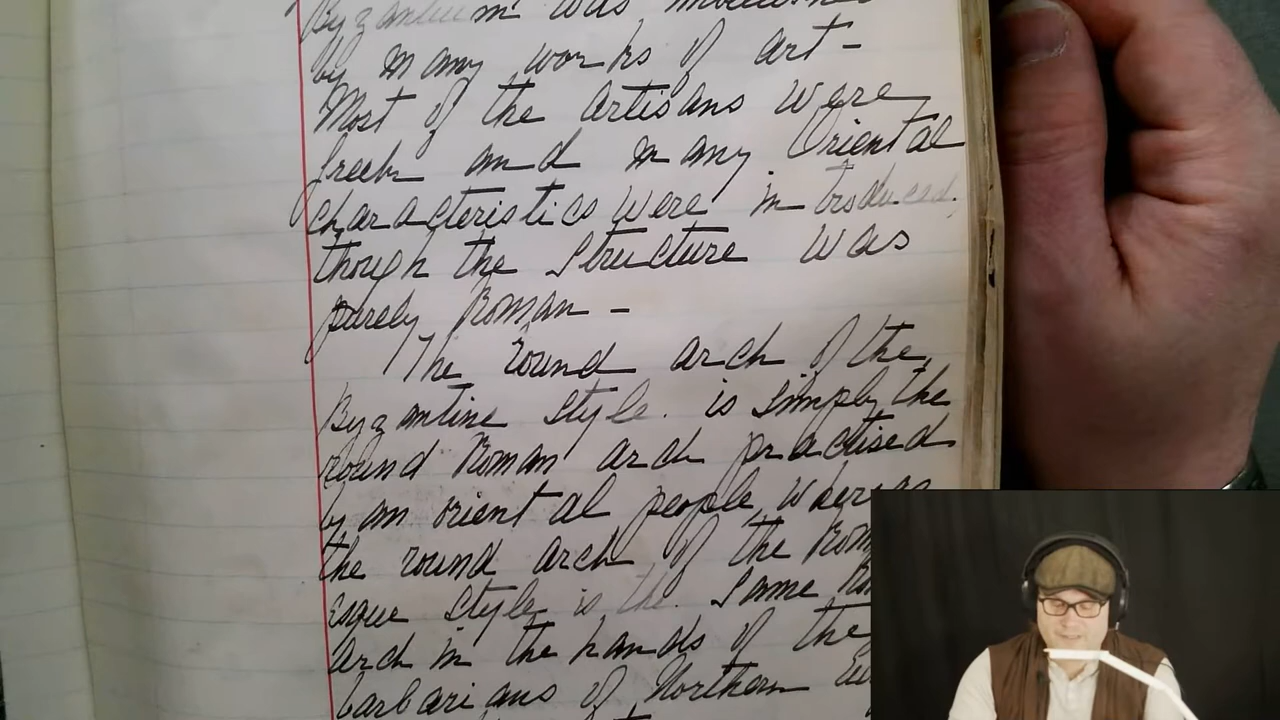 Byzantium was
by many works of art -
Most of the artisans were
Greek and many Oriental
characteristics were introduced.
though the Structure was
purely Roman -
The round arch of the
Byzantine style. is simply the
round Roman arch practised
by an oriental people whereas
the round arch of the Rom
esque style is the. Same
arch in the hands of the
barbarians of Northern